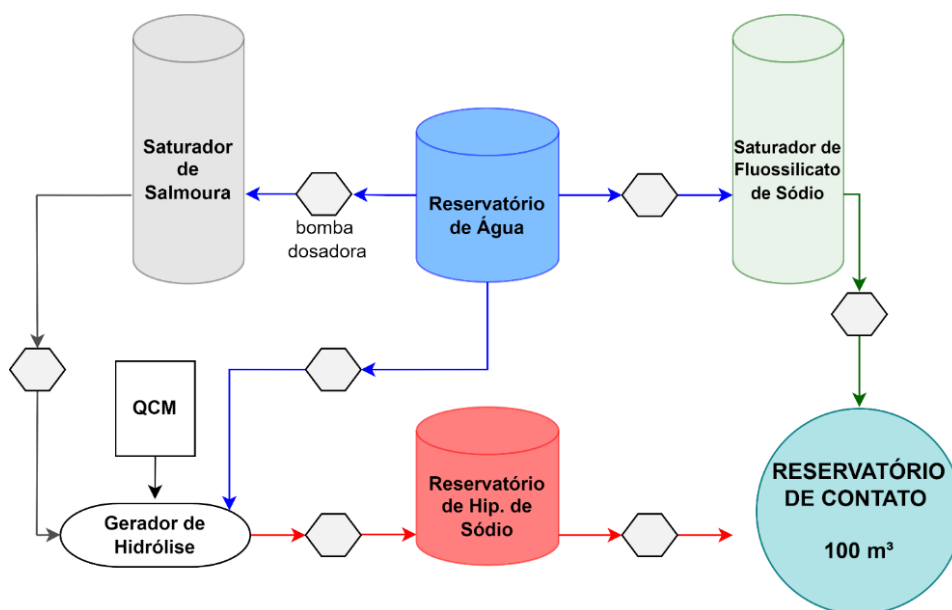 Saturador
de
Salmoura
bomba
dosadora
Reservatório
de Água
Saturador de
Fluossilicato
de Sódio
QCM
Gerador de
Hidrólise
Reservatório
de Hip. de
Sódio
RESERVATÓRIO
DE CONTATO
100 m³